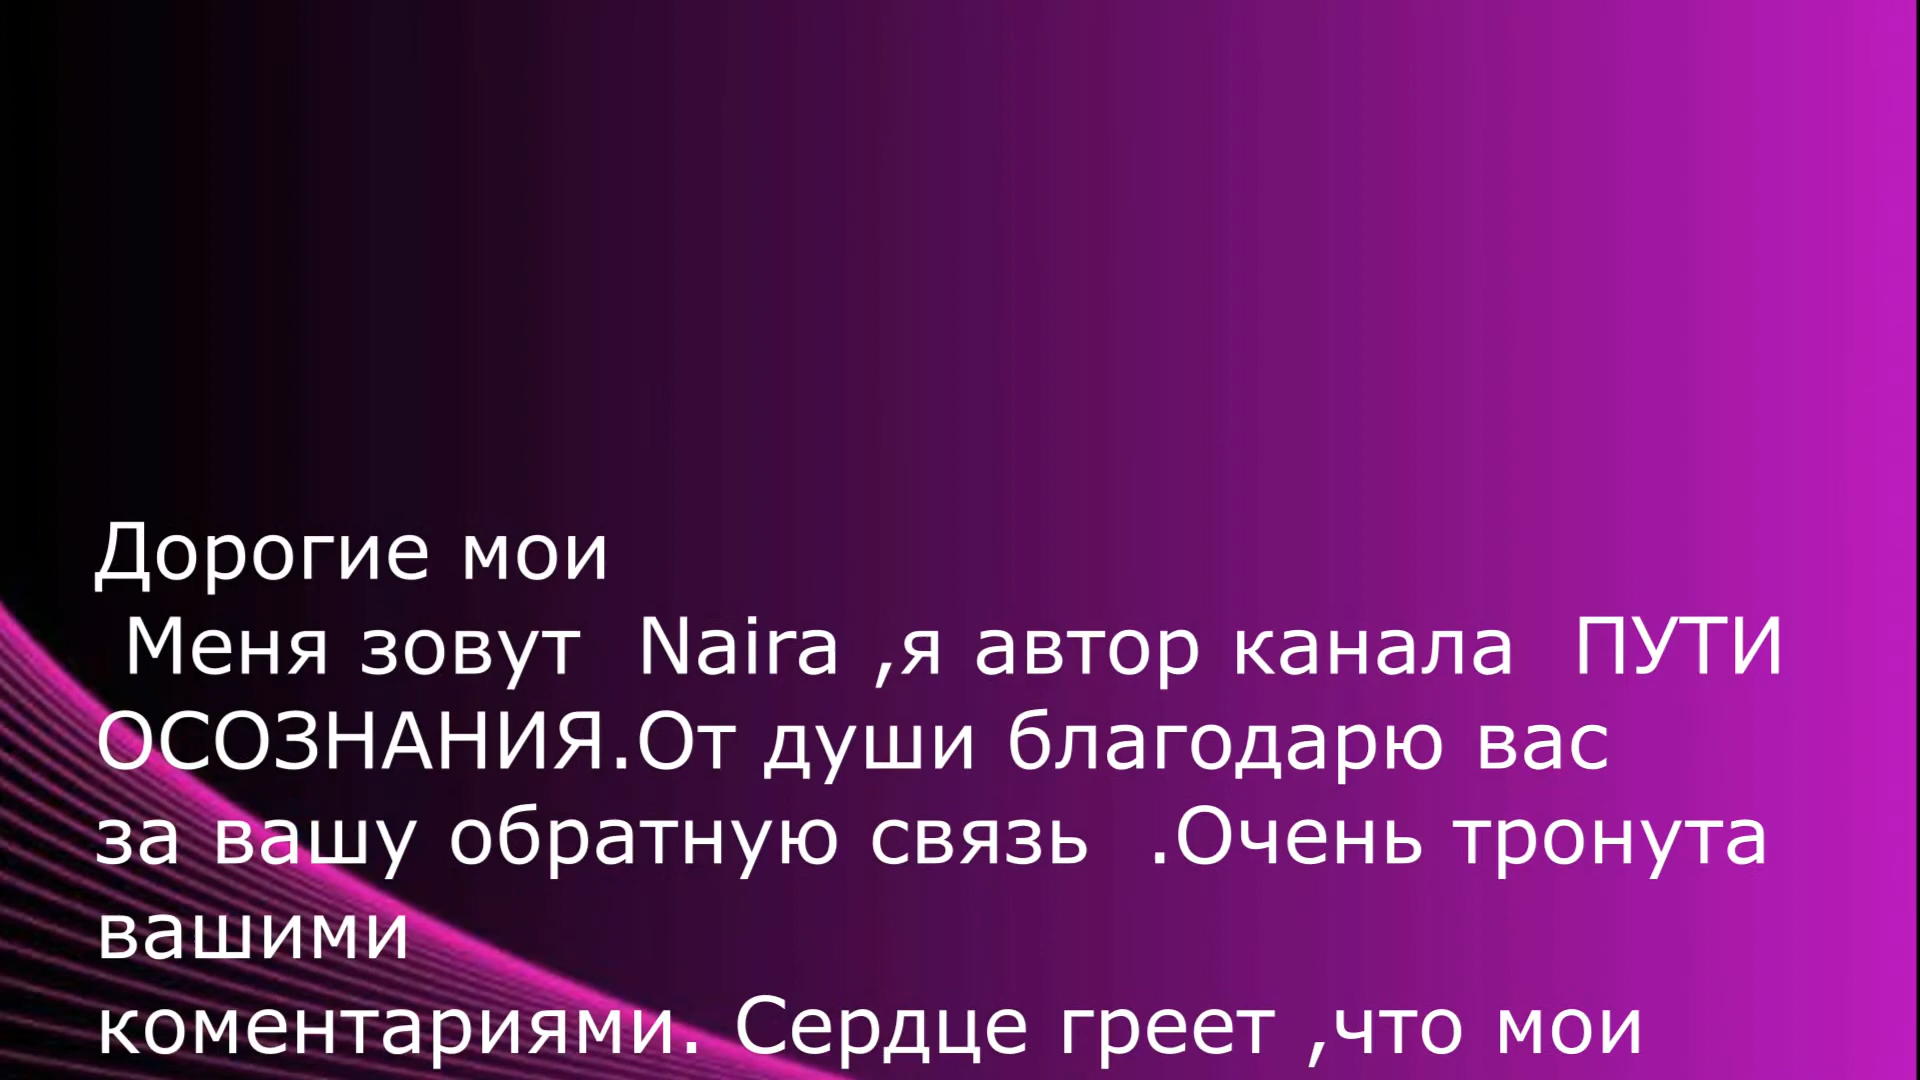 Дорогие мои
Меня зовут  Naira ,я автор канала  ПУТИ
ОСОЗНАНИЯ.От души благодарю вас
за вашу обратную связь  .Очень тронута
вашими
коментариями. Сердце греет ,что мои